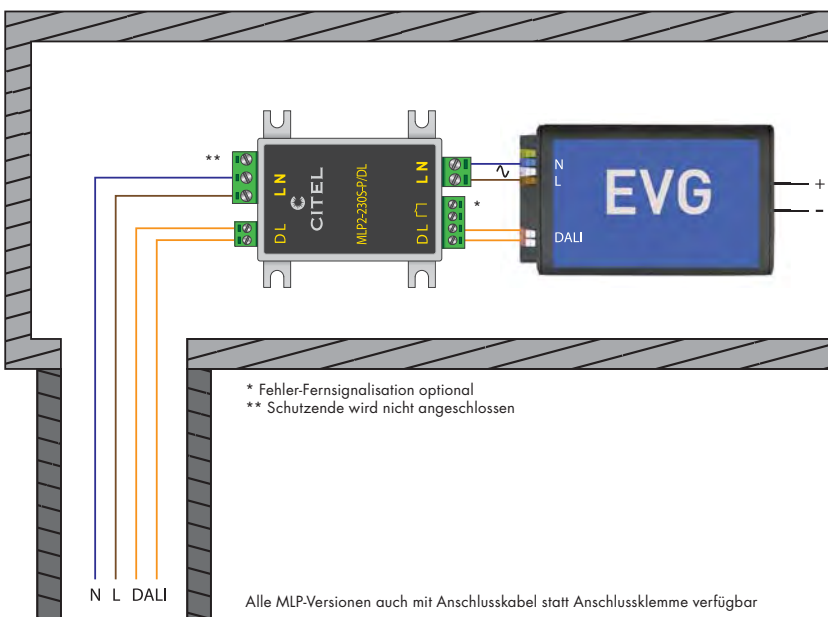 **
L N
DL
CITEL
MLP2-230S-P/DL
L N
DL
*
N
L
DALI
EVG
+
-
* Fehler-Fernsignalisation optional
** Schutzende wird nicht angeschlossen
N L DALI
Alle MLP-Versionen auch mit Anschlusskabel statt Anschlussklemme verfügbar